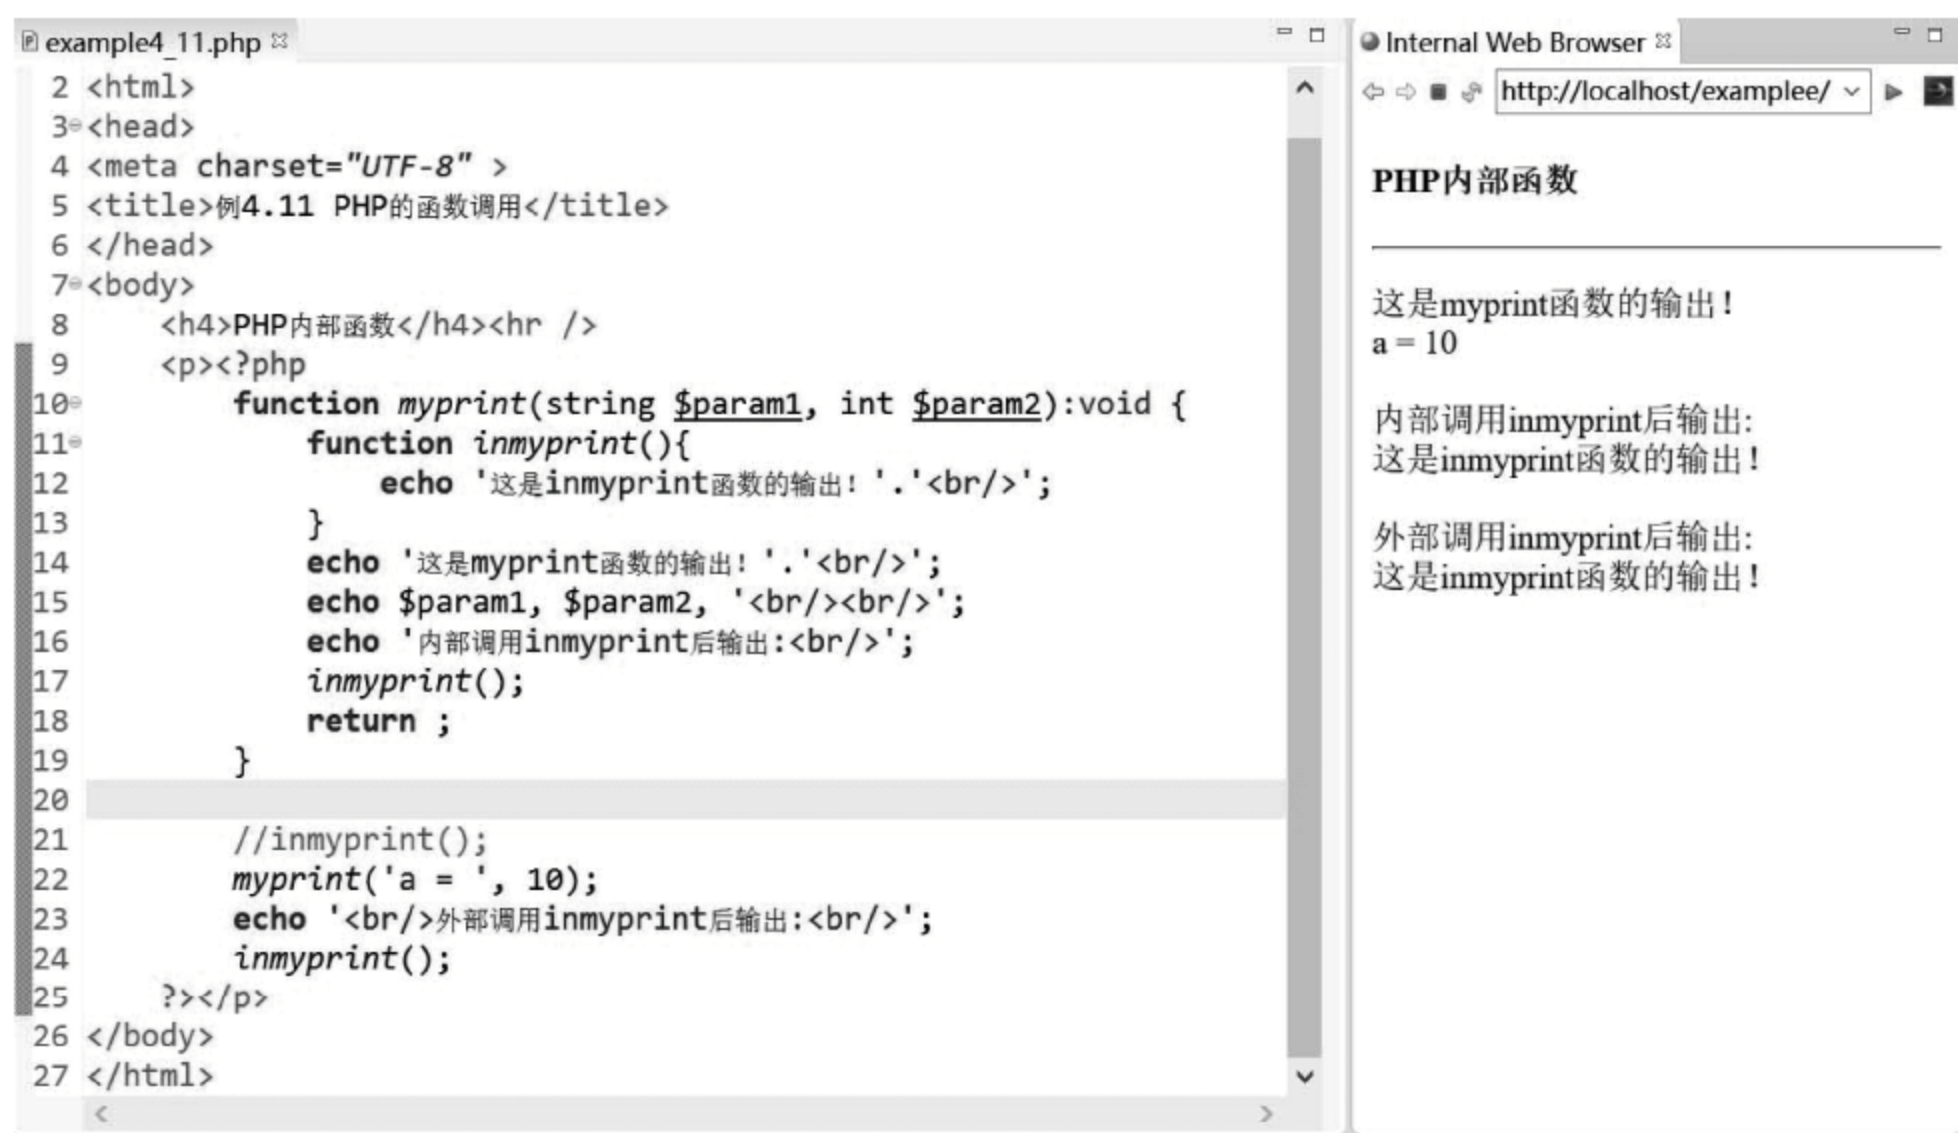 example4_11.php
2 <html>
3 <head>
4 <meta charset="UTF-8" >
5 <title>例4.11 PHP的函数调用</title>
6 </head>
7 <body>
8 <h4>PHP内部函数</h4><hr />
9 <p><?php
10 function myprint(string $param1, int $param2):void {
11 function inmyprint(){
12 echo '这是inmyprint函数的输出！'.'<br/>';
13 }
14 echo '这是myprint函数的输出！'.'<br/>';
15 echo $param1, $param2, '<br/><br/>';
16 echo '内部调用inmyprint后输出:<br/>';
17 inmyprint();
18 return ;
19 }
20
21 //inmyprint();
22 myprint('a = ', 10);
23 echo '<br/>外部调用inmyprint后输出:<br/>';
24 inmyprint();
25 ?></p>
26 </body>
27 </html>
Internal Web Browser
http://localhost/examplee/
PHP内部函数
这是myprint函数的输出！
a = 10
内部调用inmyprint后输出:
这是inmyprint函数的输出！
外部调用inmyprint后输出:
这是inmyprint函数的输出！